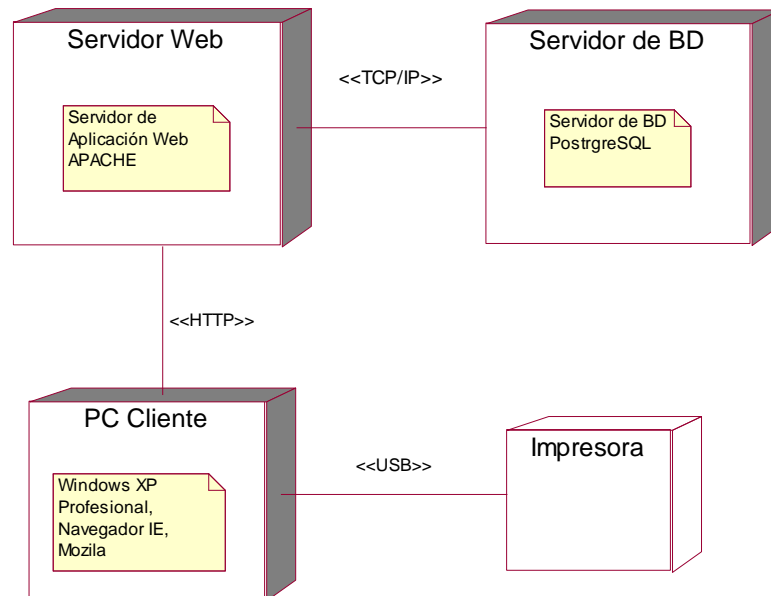 Servidor Web
Servidor de BD
<<TCP/IP>>
Servidor de
Aplicación Web
APACHE
Servidor de BD
PostrgreSQL
<<HTTP>>
PC Cliente
Impresora
<<USB>>
Windows XP
Profesional,
Navegador IE,
Mozila